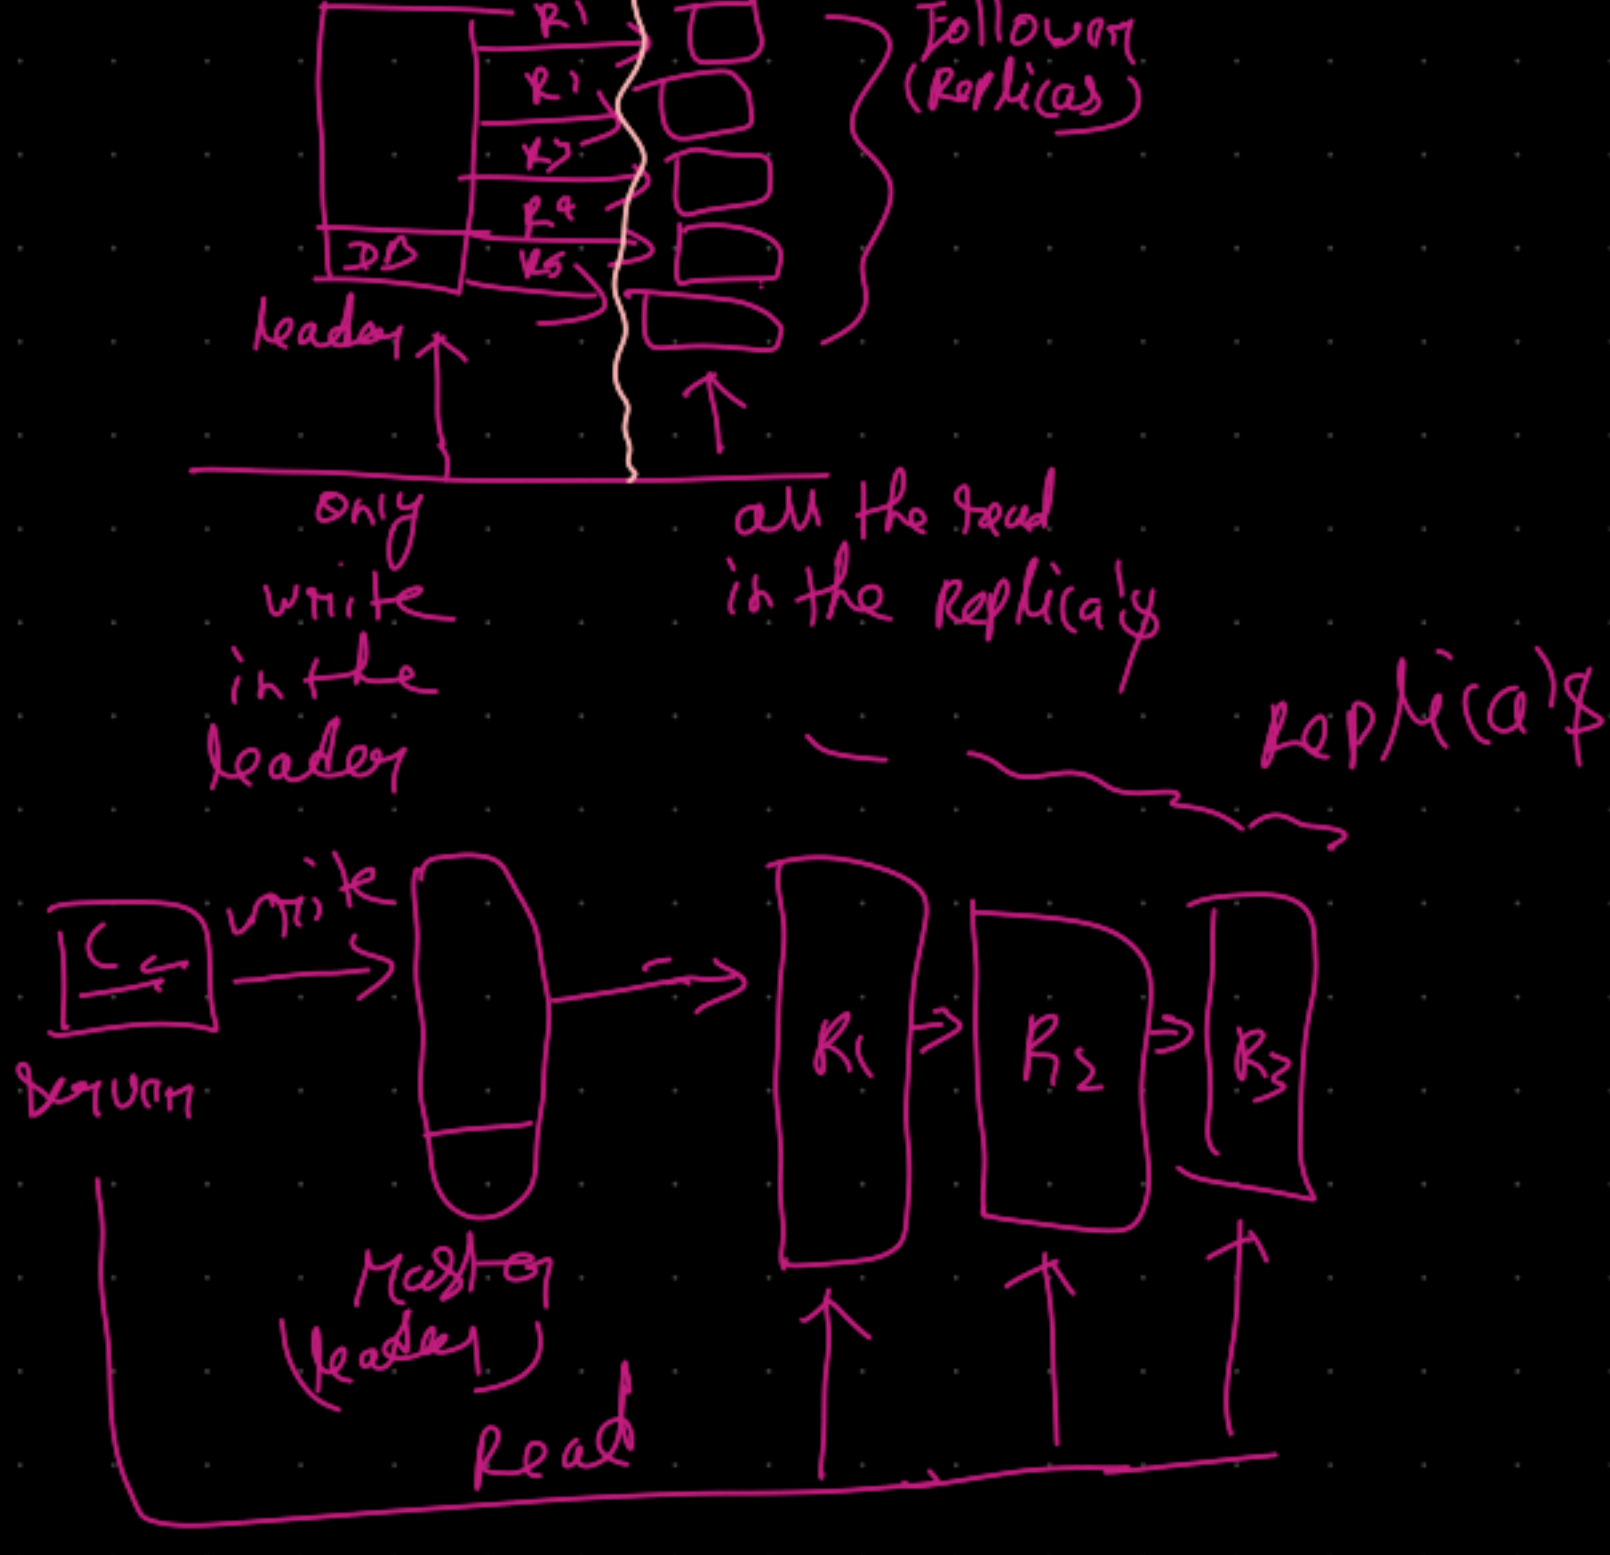 R1
Follower
(Replicas)
R3
R4
DB
R5
leader
only
write
in the
leader
all the read
in the Replica's
Replica's
write
R1
R2
R3
server
Master
(leader)
Read